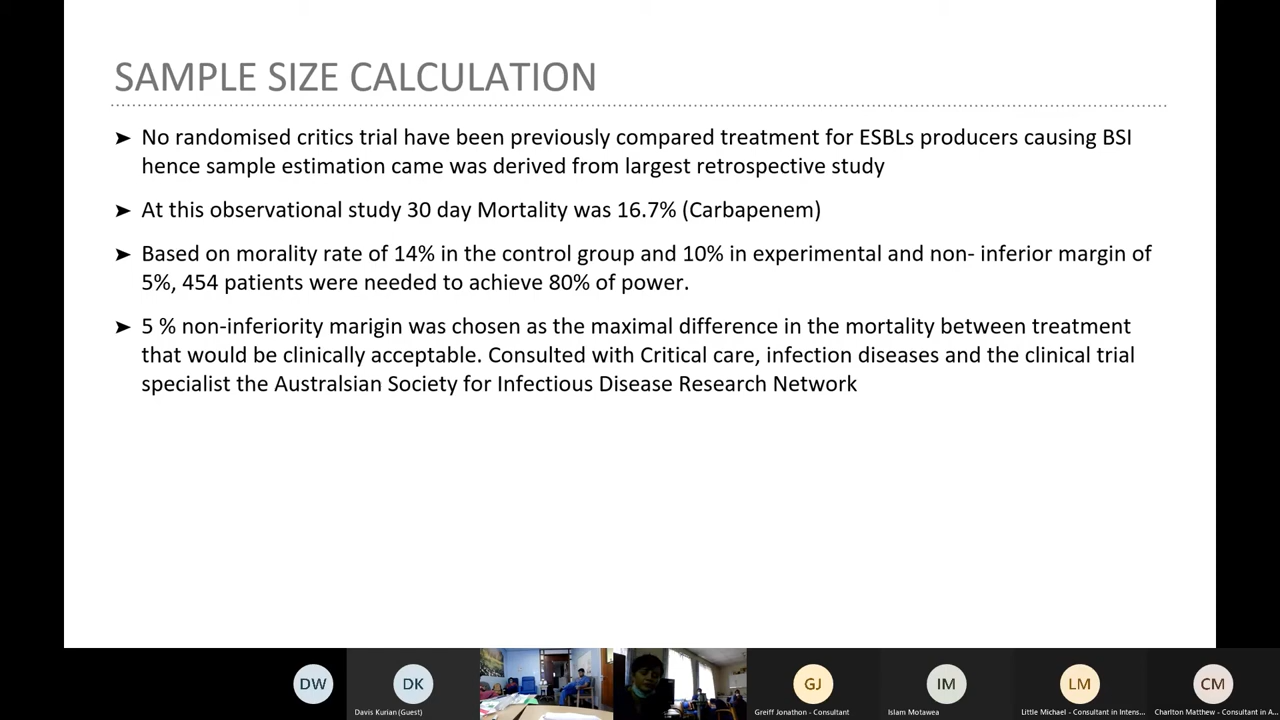 SAMPLE SIZE CALCULATION
➤ No randomised critics trial have been previously compared treatment for ESBLs producers causing BSI
hence sample estimation came was derived from largest retrospective study
➤ At this observational study 30 day Mortality was 16.7% (Carbapenem)
➤ Based on morality rate of 14% in the control group and 10% in experimental and non- inferior margin of
5%, 454 patients were needed to achieve 80% of power.
➤ 5 % non-inferiority marigin was chosen as the maximal difference in the mortality between treatment
that would be clinically acceptable. Consulted with Critical care, infection diseases and the clinical trial
specialist the Australsian Society for Infectious Disease Research Network
DW
DK
GJ
IM
LM
CM
Davis Kurian (Guest)
Greiff Jonathon - Consultant
Islam Motawea
Little Michael - Consultant in Intens...
Charlton Matthew - Consultant in A...